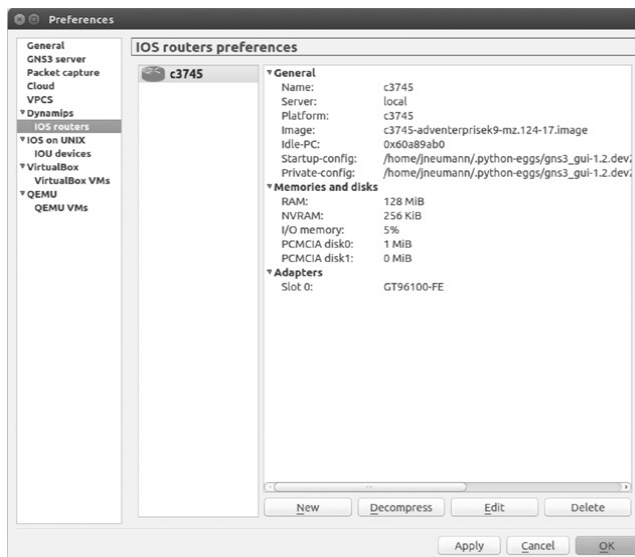 Preferences
General
GNS3 server
Packet capture
Cloud
VPCS
Dynamips
IOS routers
IOS on UNIX
IOU devices
VirtualBox
VirtualBox VMs
QEMU
QEMU VMs
IOS routers preferences
c3745
General
Name: c3745
Server: local
Platform: c3745
Image: c3745-adventerprisek9-mz.124-17.image
Idle-PC: 0x60a89ab0
Startup-config: /home/jneumann/.python-eggs/gns3_gui-1.2.dev2
Private-config: /home/jneumann/.python-eggs/gns3_gui-1.2.dev2
Memories and disks
RAM: 128 MiB
NVRAM: 256 KiB
I/O memory: 5%
PCMCIA disk0: 1 MiB
PCMCIA disk1: 0 MiB
Adapters
Slot 0: GT96100-FE
New Decompress Edit Delete
Apply Cancel OK